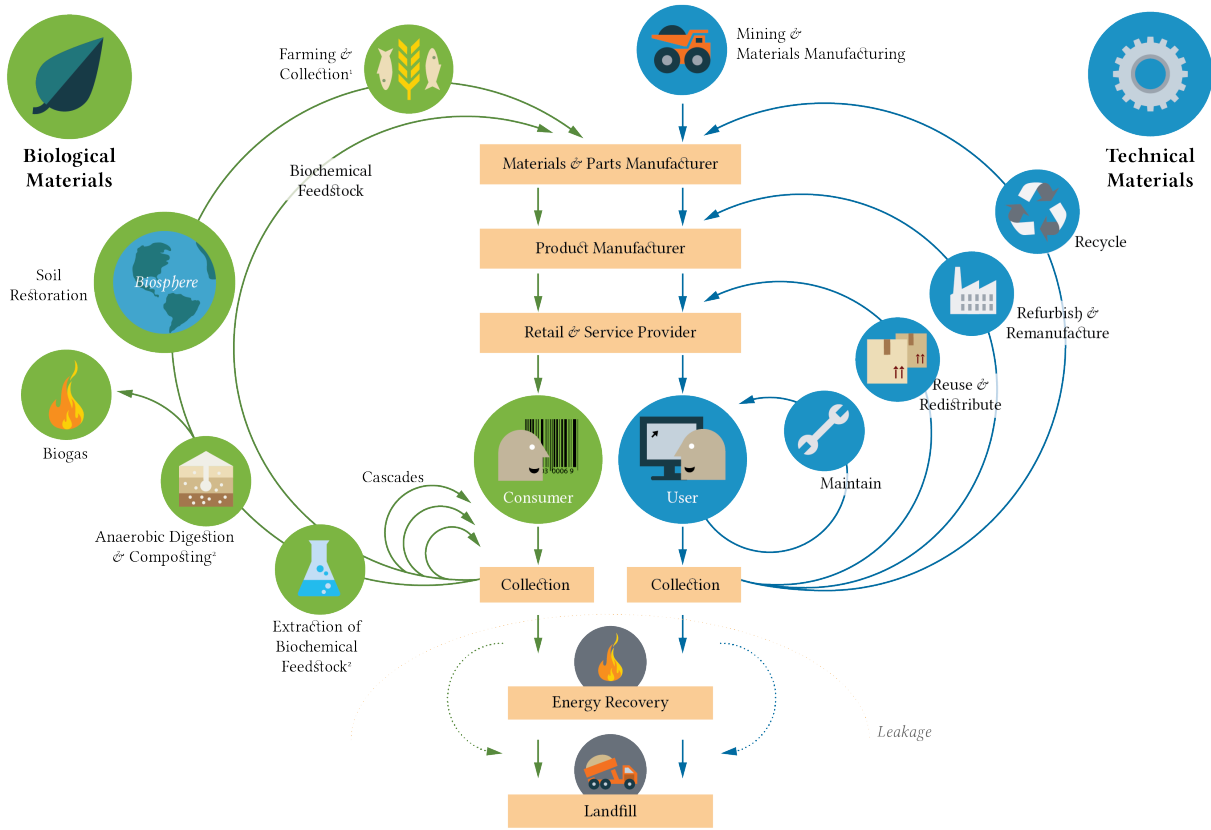 Farming &
Collection¹
Mining &
Materials Manufacturing
Biological
Materials
Technical
Materials
Biochemical
Feedstock
Materials & Parts Manufacturer
Recycle
Product Manufacturer
Soil
Restoration
Biosphere
Refurbish &
Remanufacture
Retail & Service Provider
Reuse &
Redistribute
Biogas
Cascades
Maintain
Consumer
User
Anaerobic Digestion
& Composting²
Collection
Collection
Extraction of
Biochemical
Feedstock²
Energy Recovery
Leakage
Landfill